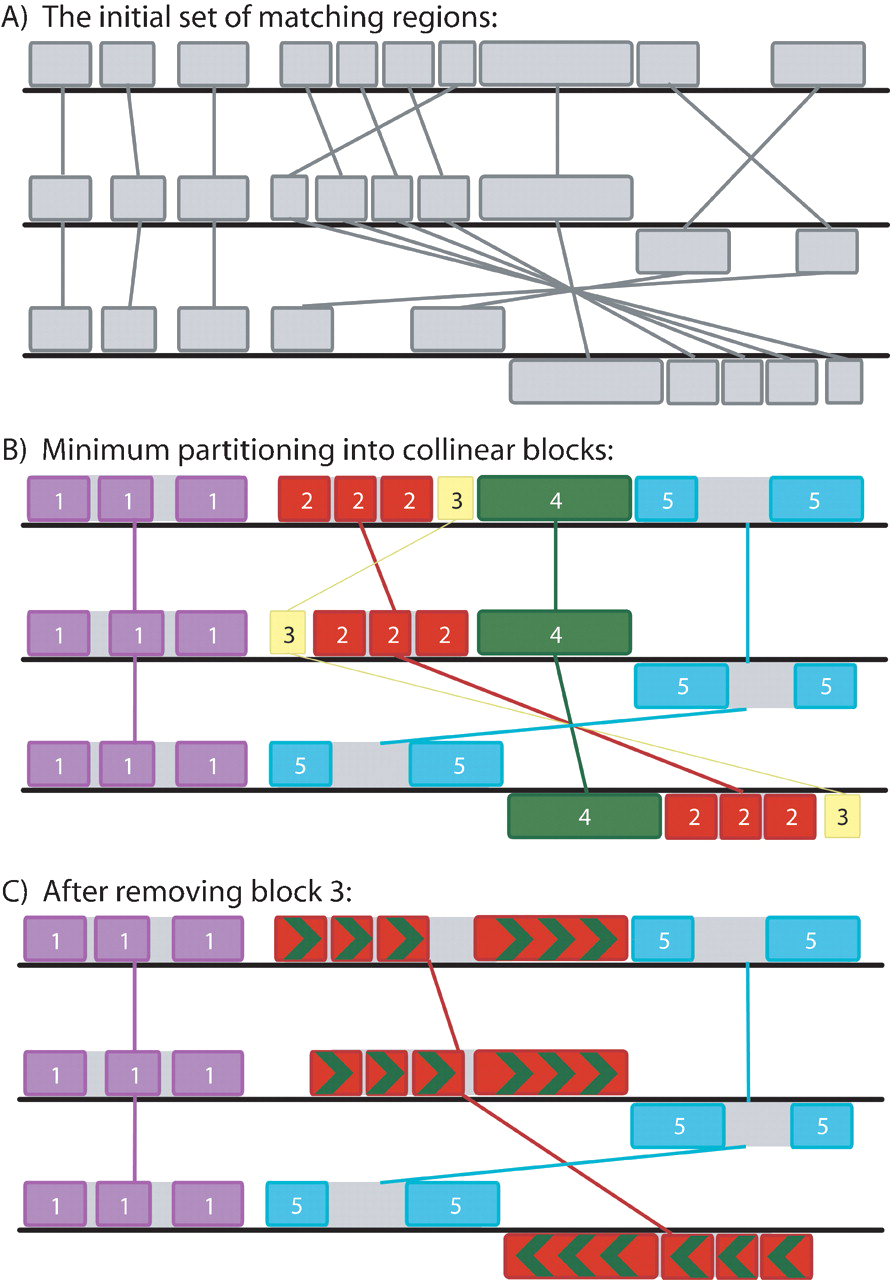 A) The initial set of matching regions:
B) Minimum partitioning into collinear blocks:
1 1 1 2 2 2 3 4 5 5
1 1 1 3 2 2 2 4
5 5
1 1 1 5 5
4 2 2 2 3
C) After removing block 3:
1 1 1 5 5
1 1 1
5 5
1 1 1 5 5